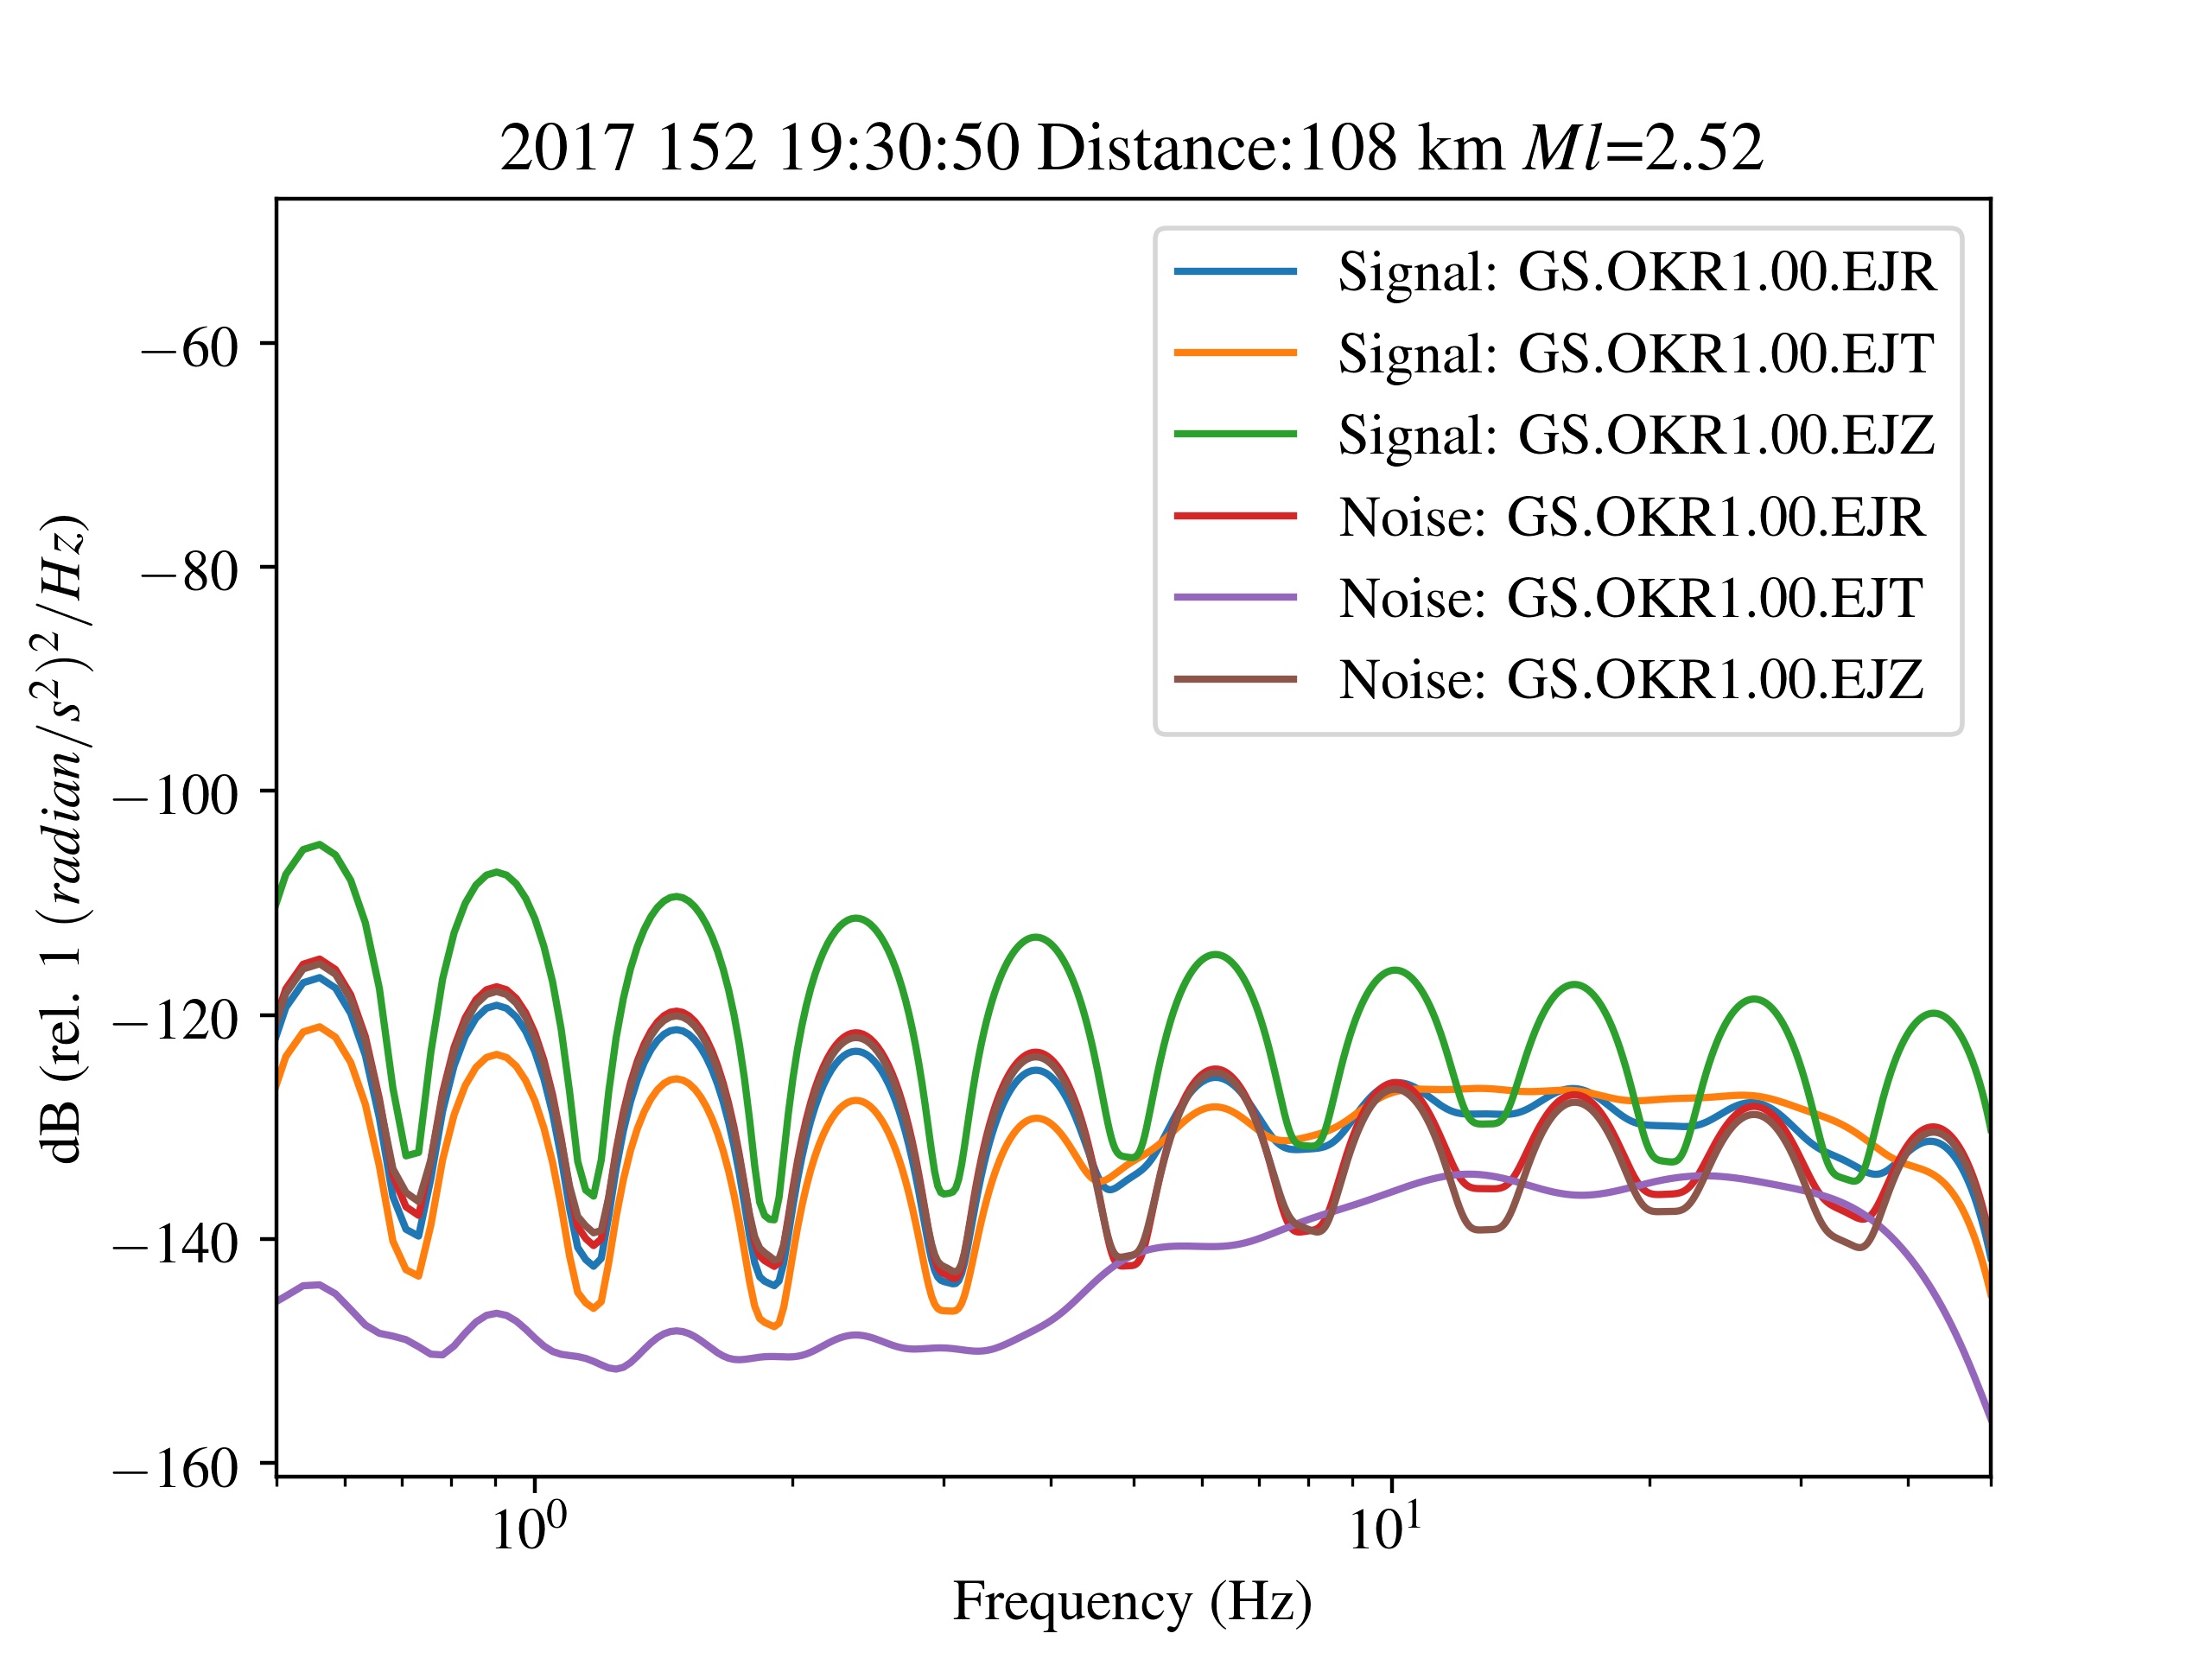 2017 152 19:30:50 Distance:108 km Ml=2.52
Signal: GS.OKR1.00.EJR
Signal: GS.OKR1.00.EJT
Signal: GS.OKR1.00.EJZ
Noise: GS.OKR1.00.EJR
Noise: GS.OKR1.00.EJT
Noise: GS.OKR1.00.EJZ
dB (rel. 1 (radian/s²)²/Hz)
−60
−80
−100
−120
−140
−160
10⁰ 10¹
Frequency (Hz)